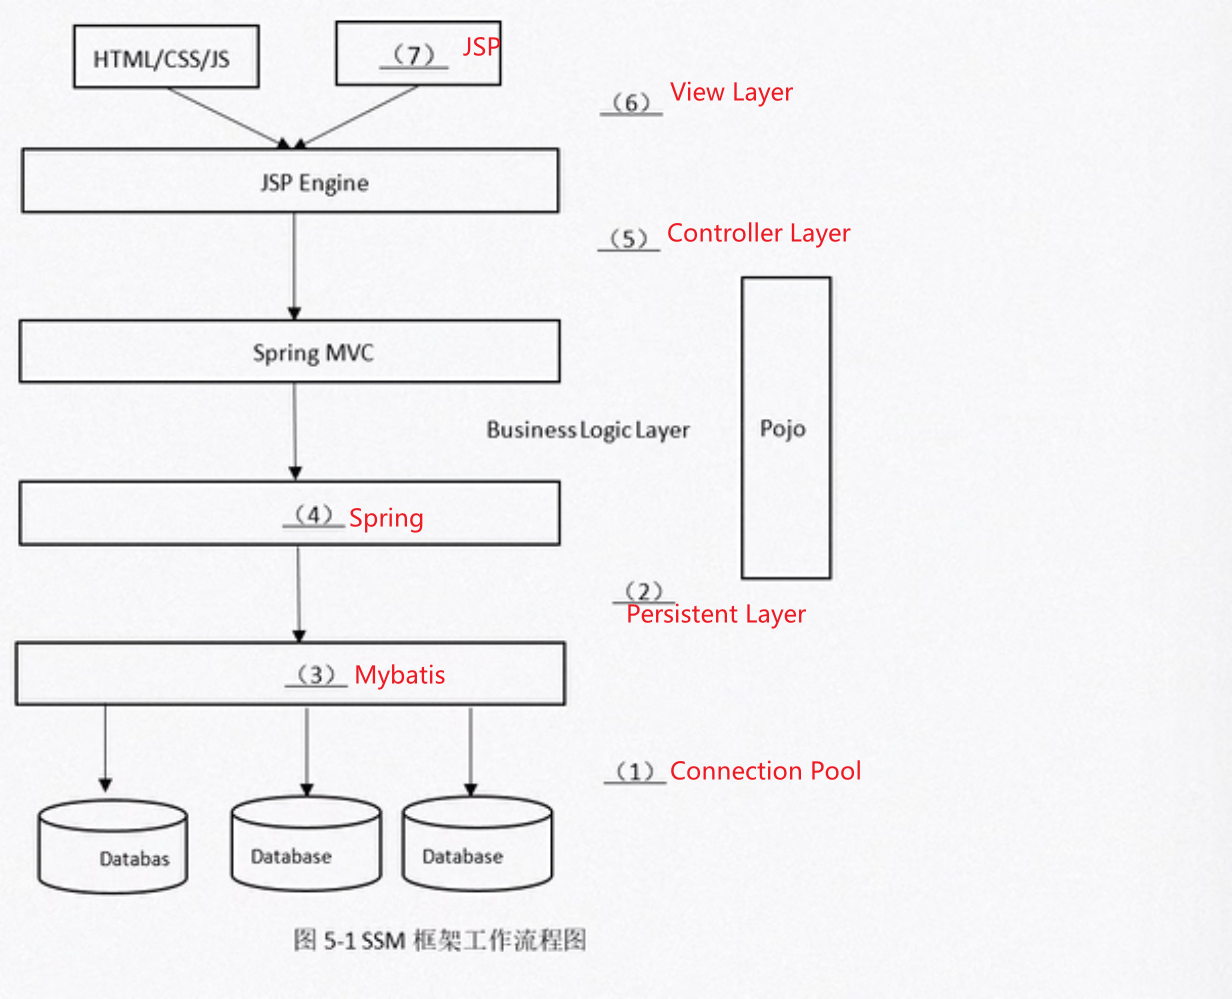 HTML/CSS/JS
（7） JSP
（6） View Layer
JSP Engine
（5） Controller Layer
Spring MVC
Business Logic Layer
Pojo
（4） Spring
（2）
Persistent Layer
（3） Mybatis
（1） Connection Pool
Databas
Database
Database
图 5-1 SSM 框架工作流程图